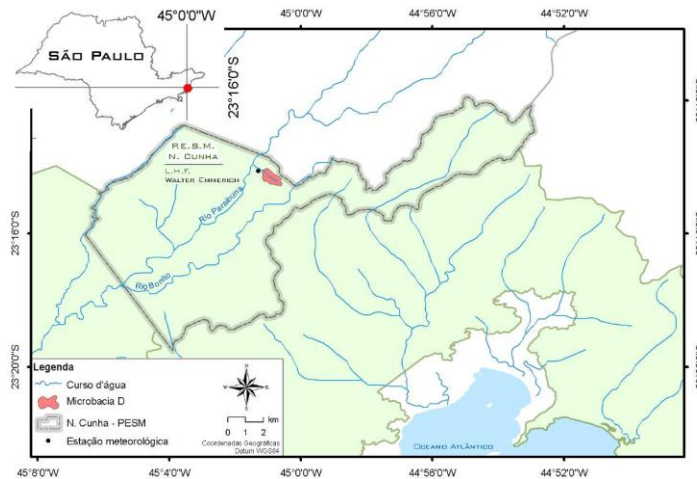 45°0'0"W
SÃO PAULO
23°16'0"S
45°0'0"W
44°56'0"W
44°52'0"W
P.E.S.M.
N. CUNHA
L.H.F.
WALTER EMMERICH
Rio Paraibuna
Rio Bonito
23°16'0"S
23°20'0"S
Legenda
Curso d'água
Microbacia D
N. Cunha - PESM
Estação meteorológica
N
W
E
S
0
1
2
km
Coordenadas Geográficas
Datum WGS84
OCEANO ATLÂNTICO
45°8'0"W
45°4'0"W
45°0'0"W
44°56'0"W
44°52'0"W